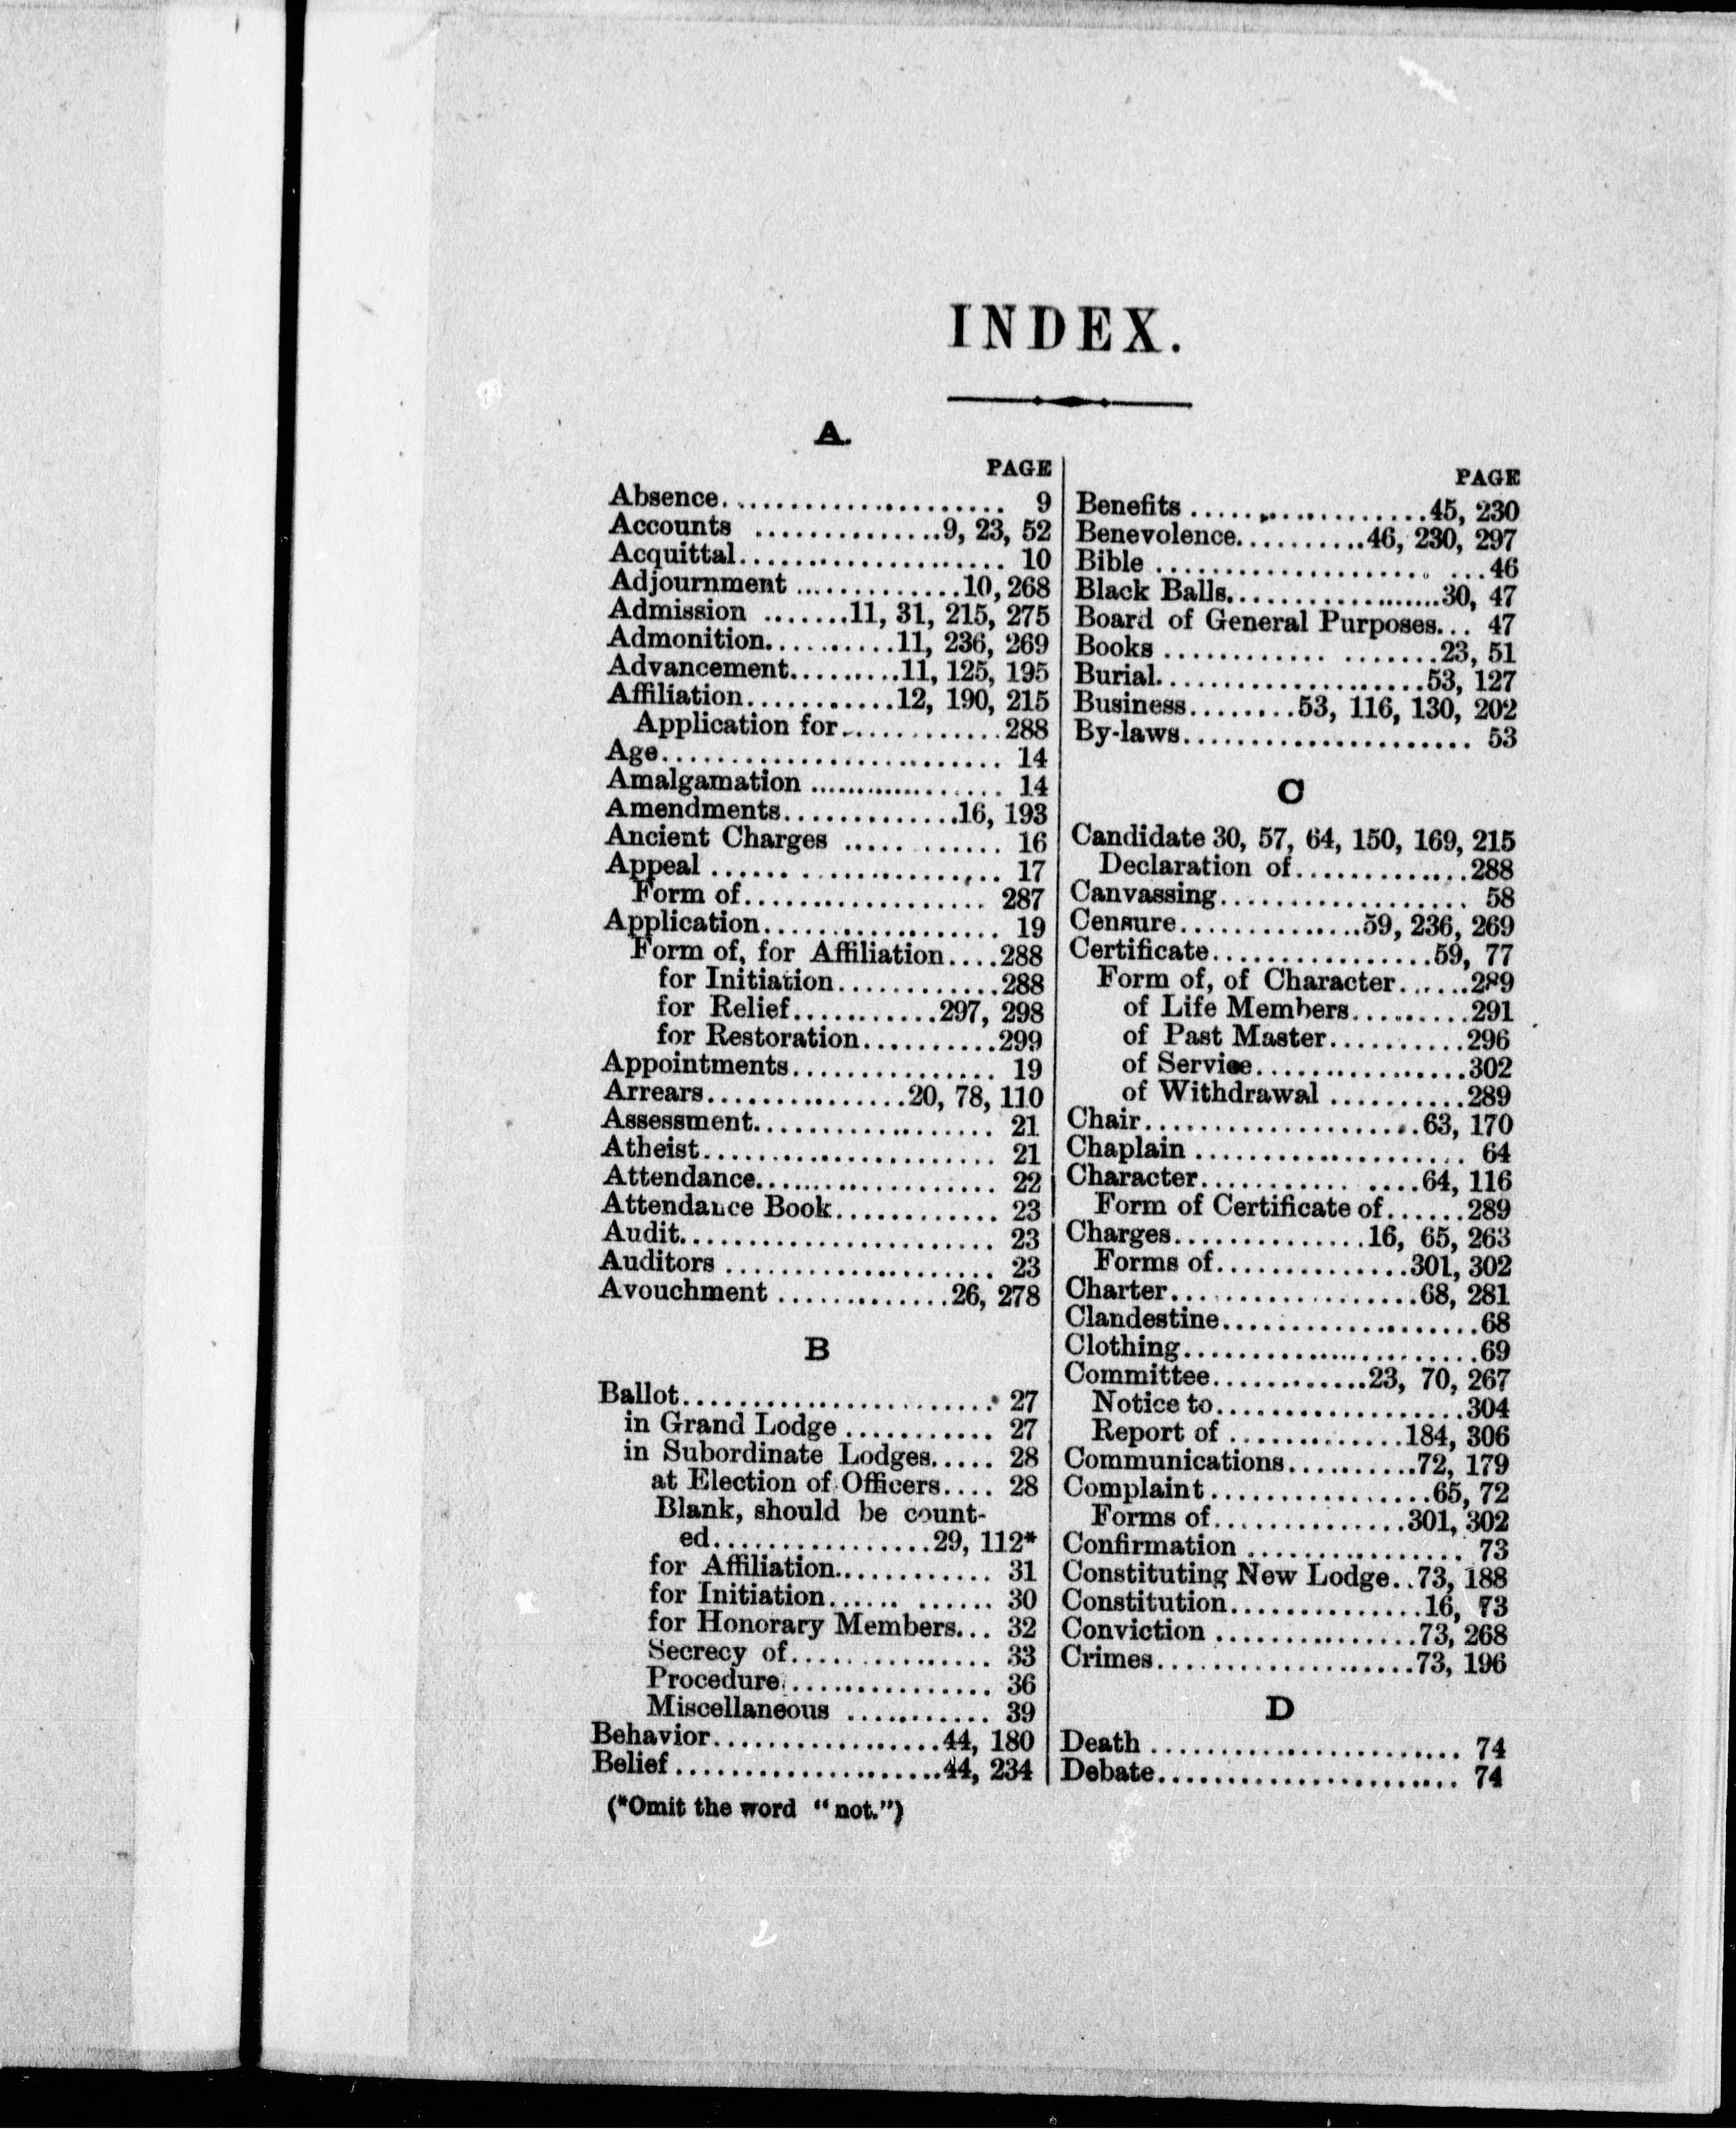 INDEX.
A.
PAGE
Absence..................... 9
Accounts ..............9, 23, 52
Acquittal...................... 10
Adjournment ..............10, 268
Admission .......11, 31, 215, 275
Admonition..........11, 236, 269
Advancement.........11, 125, 195
Affiliation...........12, 190, 215
Application for............288
Age.......................... 14
Amalgamation .................. 14
Amendments..............16, 193
Ancient Charges ............ 16
Appeal ...................... 17
Form of................... 287
Application.................... 19
Form of, for Affiliation....288
for Initiation............288
for Relief...........297, 298
for Restoration..........299
Appointments................ 19
Arrears...............20, 78, 110
Assessment................... 21
Atheist........................ 21
Attendance................... 22
Attendance Book............ 23
Audit........................ 23
Auditors ..................... 23
Avouchment .............26, 278
B
Ballot........................ 27
in Grand Lodge ........... 27
in Subordinate Lodges..... 28
at Election of Officers.... 28
Blank, should be count-
ed.................29, 112*
for Affiliation............ 31
for Initiation...... ...... 30
for Honorary Members... 32
Secrecy of............... 33
Procedure................ 36
Miscellaneous ........... 39
Behavior..................44, 180
Belief.....................44, 234
(*Omit the word "not.")
PAGE
Benefits ...................45, 230
Benevolence..........46, 230, 297
Bible ...................... ...46
Black Balls...................30, 47
Board of General Purposes... 47
Books ............ .......23, 51
Burial.....................53, 127
Business........53, 116, 130, 202
By-laws...................... 53
C
Candidate 30, 57, 64, 150, 169, 215
Declaration of.............288
Canvassing................... 58
Censure..............59, 236, 269
Certificate.................59, 77
Form of, of Character......289
of Life Members.........291
of Past Master..........296
of Service.................302
of Withdrawal ..........289
Chair......................63, 170
Chaplain ..................... 64
Character........... ....64, 116
Form of Certificate of......289
Charges..............16, 65, 263
Forms of...............301, 302
Charter...................68, 281
Clandestine....................68
Clothing.......................69
Committee.............23, 70, 267
Notice to...................304
Report of ..............184, 306
Communications..........72, 179
Complaint..................65, 72
Forms of...............301, 302
Confirmation ................. 73
Constituting New Lodge..73, 188
Constitution...............16, 73
Conviction ................73, 268
Crimes....................73, 196
D
Death ......................... 74
Debate....................... 74